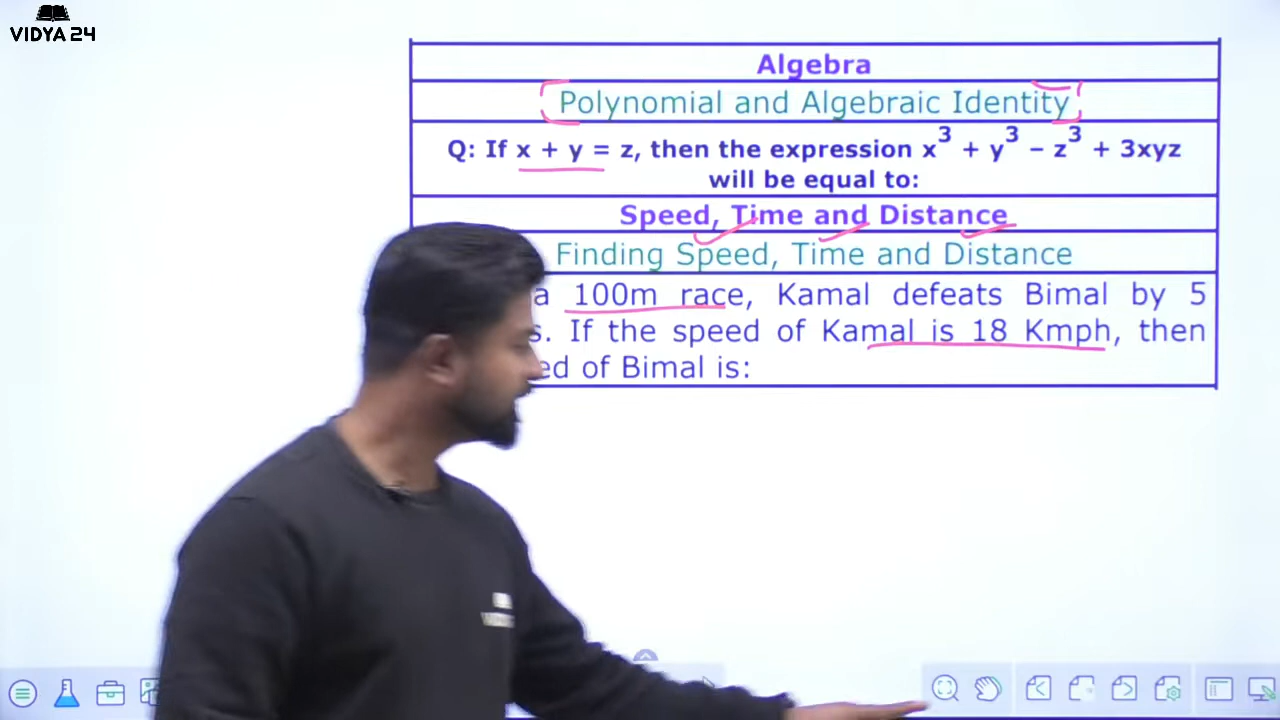 VIDYA 24
Algebra
Polynomial and Algebraic Identity
Q: If x + y = z, then the expression x³ + y³ – z³ + 3xyz
will be equal to:
Speed, Time and Distance
Finding Speed, Time and Distance
a 100m race, Kamal defeats Bimal by 5
s. If the speed of Kamal is 18 Kmph, then
ed of Bimal is: